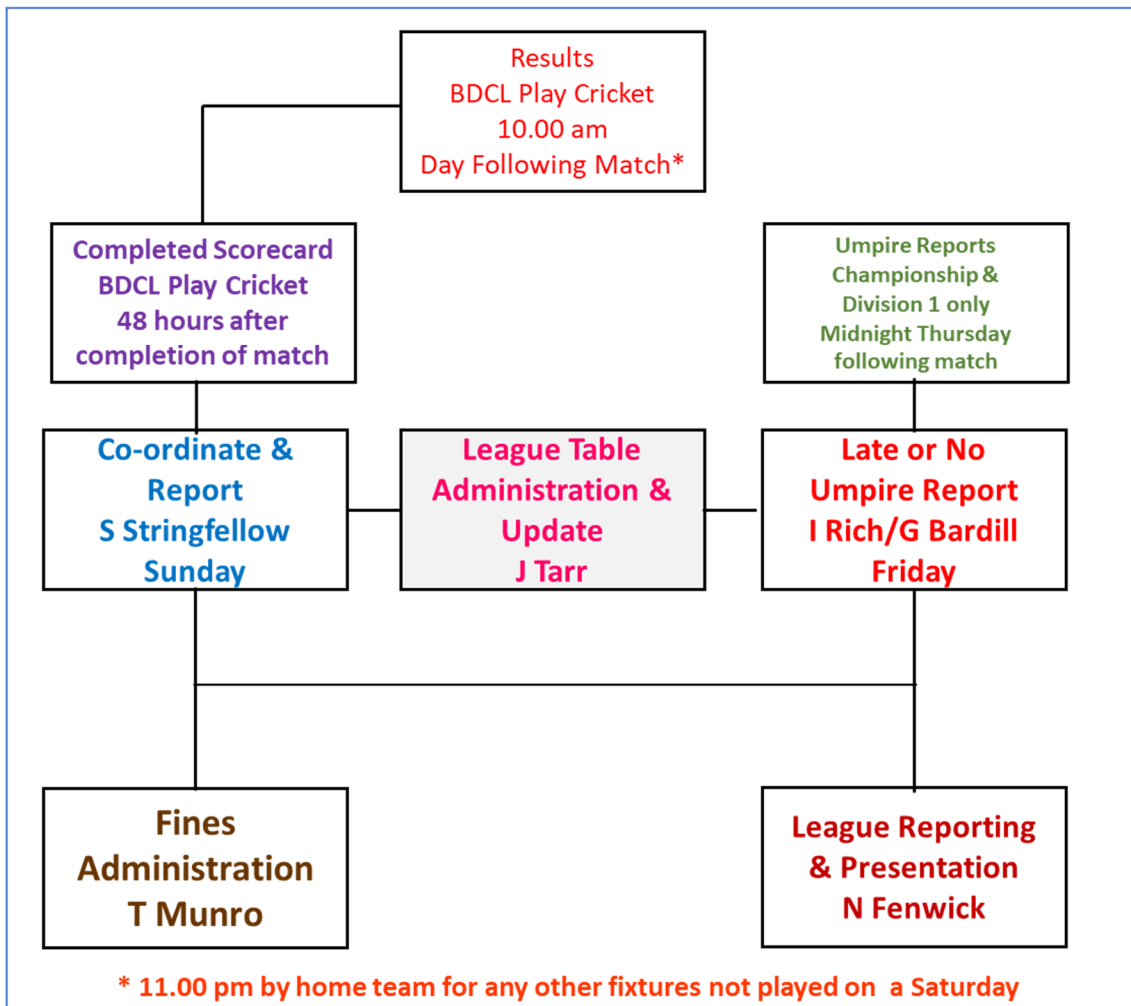 Results
BDCL Play Cricket
10.00 am
Day Following Match*
Completed Scorecard
BDCL Play Cricket
48 hours after
completion of match
Umpire Reports
Championship &
Division 1 only
Midnight Thursday
following match
Co-ordinate &
Report
S Stringfellow
Sunday
League Table
Administration &
Update
J Tarr
Late or No
Umpire Report
I Rich/G Bardill
Friday
Fines
Administration
T Munro
League Reporting
& Presentation
N Fenwick
* 11.00 pm by home team for any other fixtures not played on a Saturday